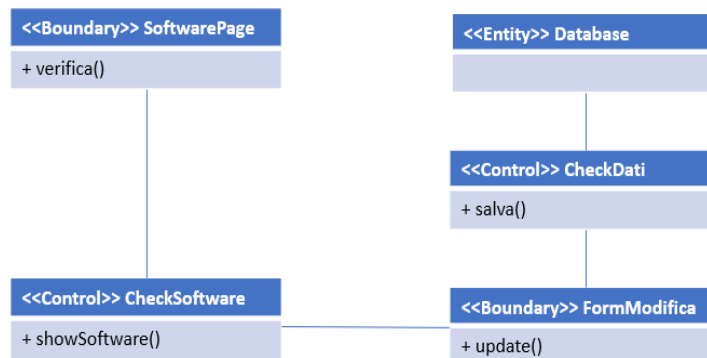 <<Boundary>> SoftwarePage
+ verifica()
<<Entity>> Database
<<Control>> CheckDati
+ salva()
<<Control>> CheckSoftware
+ showSoftware()
<<Boundary>> FormModifica
+ update()